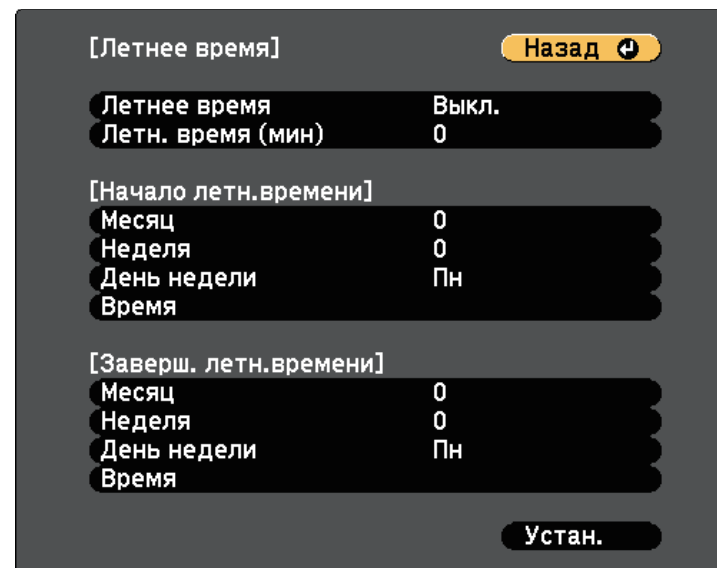 [Летнее время] Назад
Летнее время Выкл.
Летн. время (мин) 0
[Начало летн.времени]
Месяц 0
Неделя 0
День недели Пн
Время
[Заверш. летн.времени]
Месяц 0
Неделя 0
День недели Пн
Время
Устан.